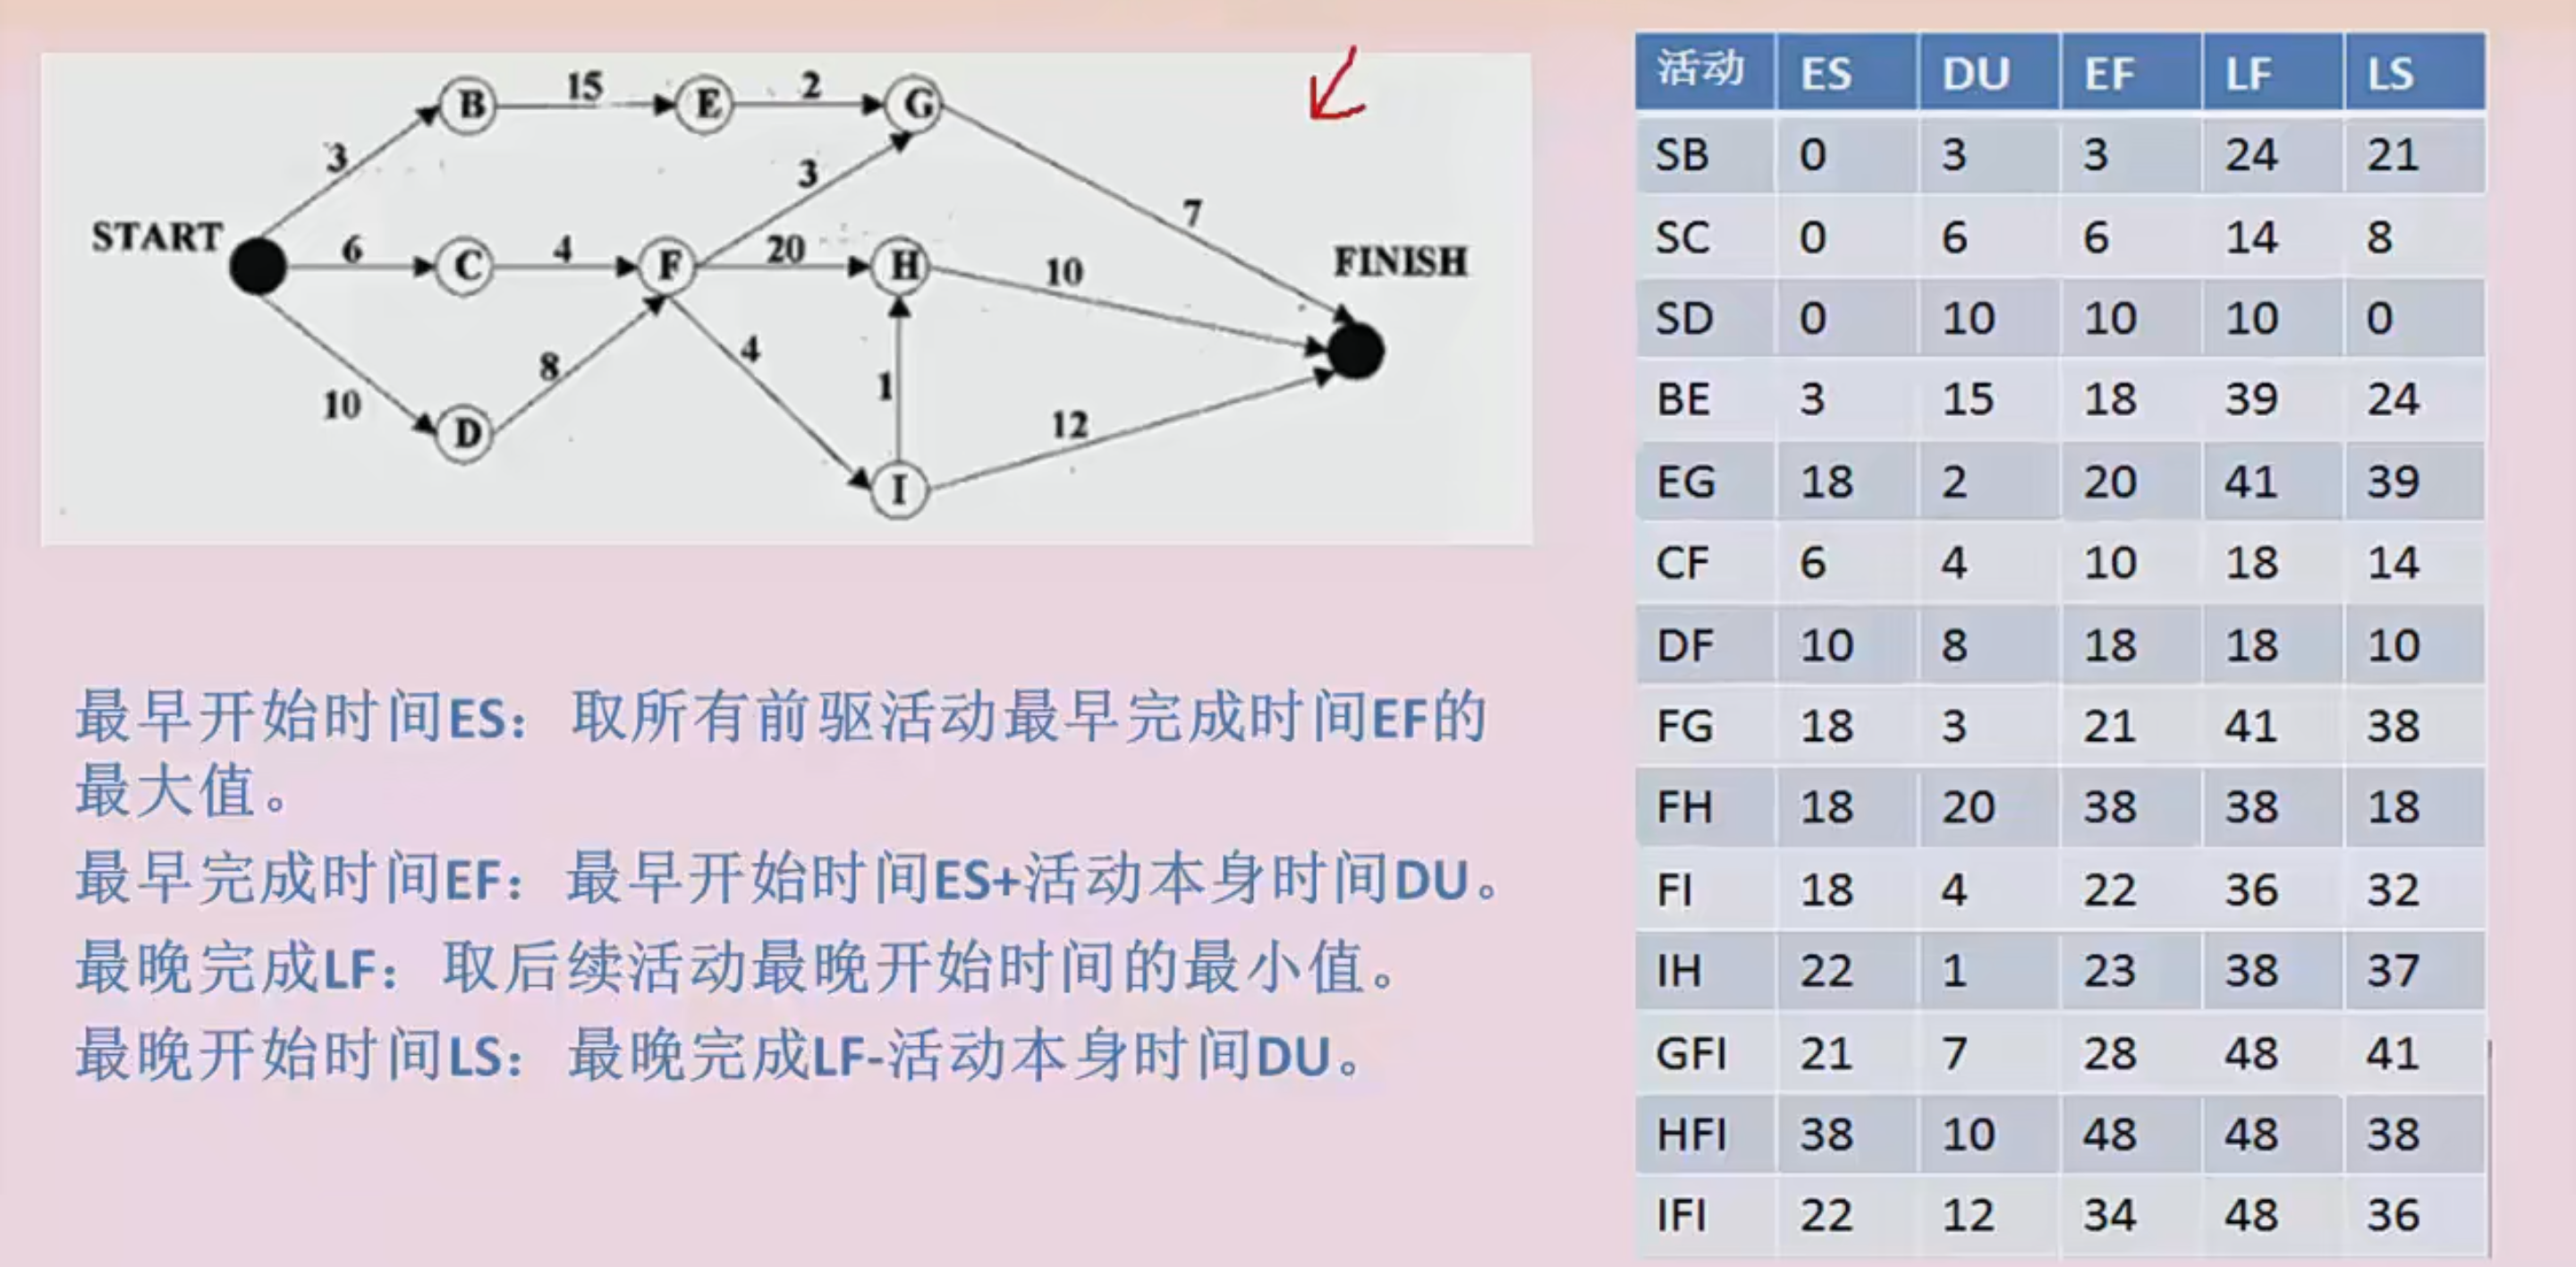 B 15 E 2 G
3
3
7
START
6 C 4 F 20 H 10
FINISH
10 8 4 1
D
12
I
最早开始时间ES：取所有前驱活动最早完成时间EF的
最大值。
最早完成时间EF：最早开始时间ES+活动本身时间DU。
最晚完成LF：取后续活动最晚开始时间的最小值。
最晚开始时间LS：最晚完成LF-活动本身时间DU。
活动 ES DU EF LF LS
SB 0 3 3 24 21
SC 0 6 6 14 8
SD 0 10 10 10 0
BE 3 15 18 39 24
EG 18 2 20 41 39
CF 6 4 10 18 14
DF 10 8 18 18 10
FG 18 3 21 41 38
FH 18 20 38 38 18
FI 18 4 22 36 32
IH 22 1 23 38 37
GFI 21 7 28 48 41
HFI 38 10 48 48 38
IFI 22 12 34 48 36